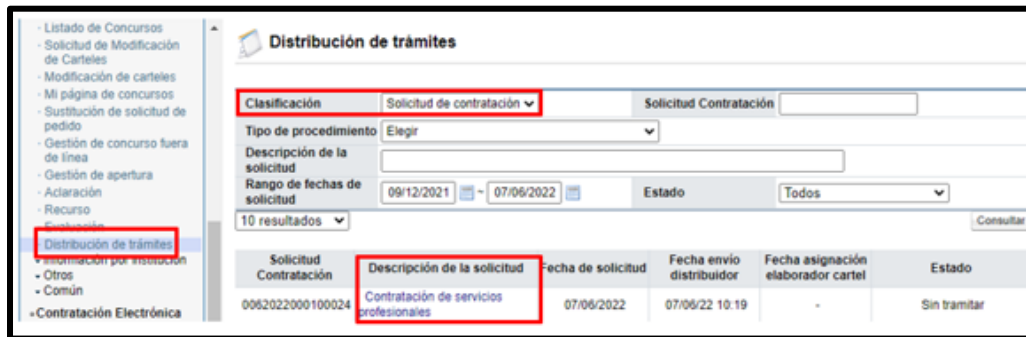 - Listado de Concursos
- Solicitud de Modificación
de Carteles
- Modificación de carteles
- Mi página de concursos
- Sustitución de solicitud de
pedido
- Gestión de concurso fuera
de línea
- Gestión de apertura
- Aclaración
- Recurso
- Evaluación
- Distribución de trámites
Información por Institución
Otros
Común
Contratación Electrónica
Distribución de trámites
Clasificación Solicitud de contratación Solicitud Contratación
Tipo de procedimiento Elegir
Descripción de la
solicitud
Rango de fechas de
solicitud 09/12/2021 ~ 07/06/2022 Estado Todos
10 resultados Consultar
Solicitud
Contratación Descripción de la solicitud Fecha de solicitud Fecha envío
distribuidor Fecha asignación
elaborador cartel Estado
0062022000100024 Contratación de servicios
profesionales 07/06/2022 07/06/22 10:19 - Sin tramitar